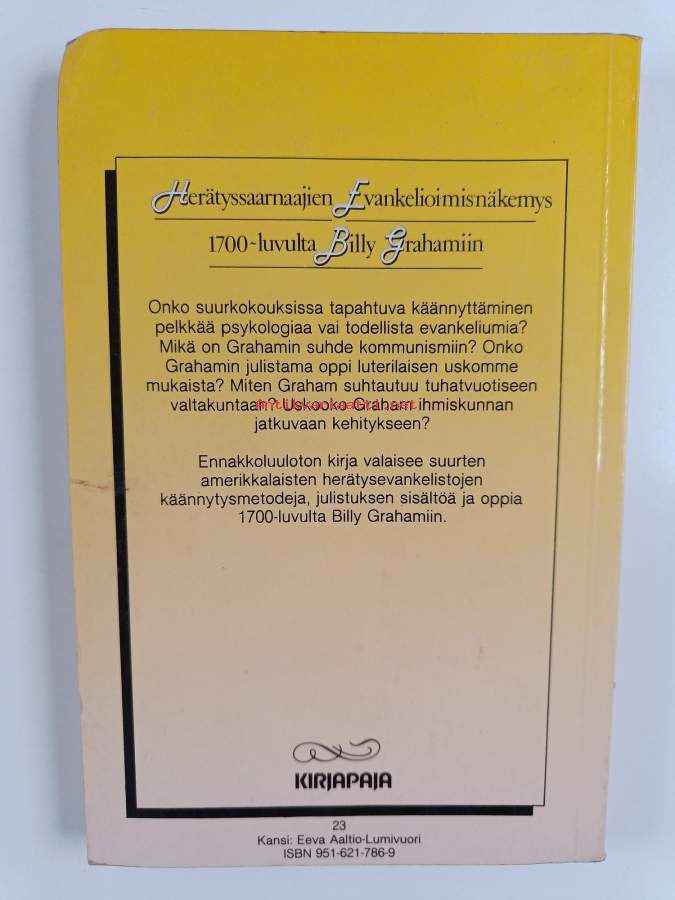 Herätyssaarnaajien Evankelioimisnäkemys
1700-luvulta Billy Grahamiin
Onko suurkokouksissa tapahtuva käännyttäminen
pelkkää psykologiaa vai todellista evankeliumia?
Mikä on Grahamin suhde kommunismiin? Onko
Grahamin julistama oppi luterilaisen uskomme
mukaista? Miten Graham suhtautuu tuhatvuotiseen
valtakuntaan? Uskooko Graham ihmiskunnan
jatkuvaan kehitykseen?
Ennakkoluuloton kirja valaisee suurten
amerikkalaisten herätysevankelistojen
käännytysmetodeja, julistuksen sisältöä ja oppia
1700-luvulta Billy Grahamiin.
KIRJAPAJA
23
Kansi: Eeva Aaltio-Lumivuori
ISBN 951-621-786-9